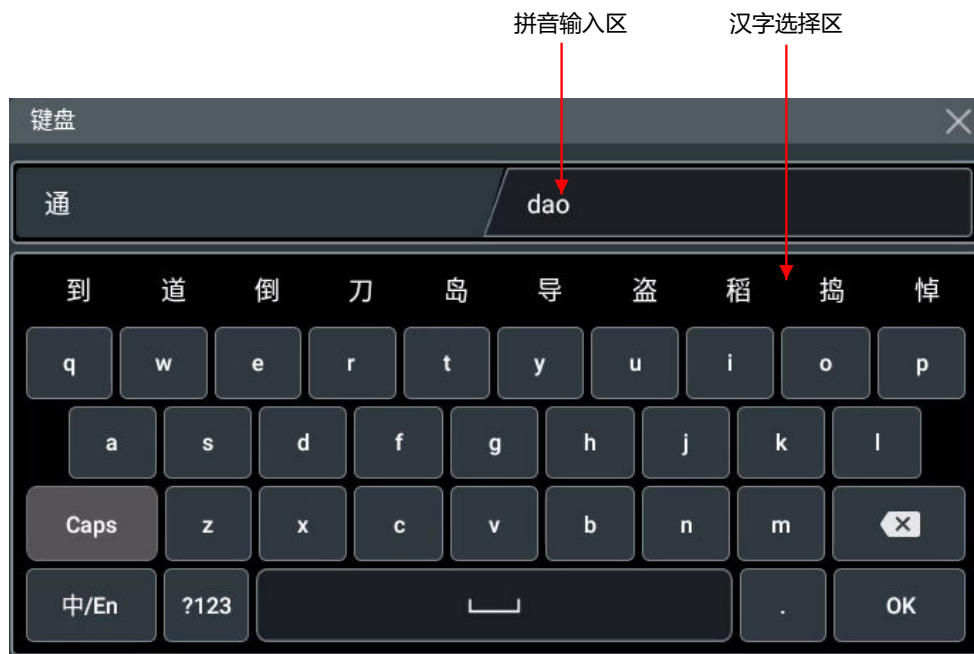 拼音输入区 汉字选择区
键盘
通 dao
到 道 倒 刀 岛 导 盗 稻 捣 悼
q w e r t y u i o p
a s d f g h j k l
Caps z x c v b n m
中/En ?123 . OK